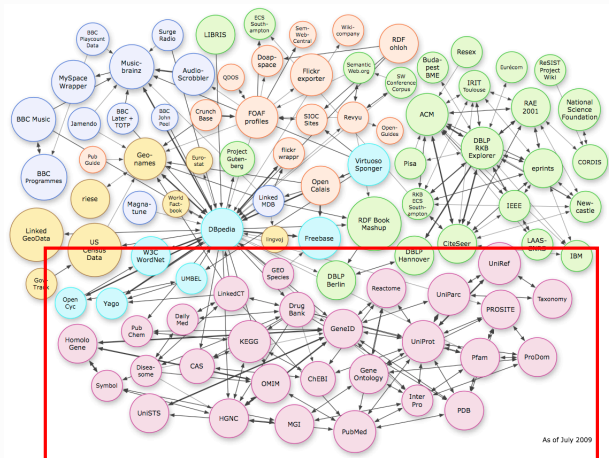 BBC
Playcount
Data
Surge
Radio
LIBRIS
ECS
South-
ampton
Sem-
Web-
Central
Wiki-
company
RDF
ohloh
Music-
brainz
Audio-
Scrobbler
QDOS
Doap-
space
Flickr
exporter
Semantic
Web.org
SW
Conference
Corpus
Buda-
pest
BME
Resex
IRIT
Toulouse
Eurécom
ReSIST
Project
Wiki
MySpace
Wrapper
BBC Music
Jamendo
BBC
Later +
TOTP
BBC
John
Peel
Crunch
Base
FOAF
profiles
SIOC
Sites
Revyu
Open-
Guides
ACM
RAE
2001
National
Science
Foundation
BBC
Programmes
Pub
Guide
Geo-
names
Euro-
stat
Project
Guten-
berg
flickr
wrappr
Virtuoso
Sponger
Pisa
DBLP
RKB
Explorer
eprints
CORDIS
riese
Magna-
tune
World
Fact-
book
Linked
MDB
Open
Calais
RKB
ECS
South-
ampton
IEEE
New-
castle
Linked
GeoData
US
Census
Data
W3C
WordNet
DBpedia
lingvoj
Freebase
RDF Book
Mashup
CiteSeer
LAAS-
CNRS
IBM
Gov-
Track
Open
Cyc
Yago
UMBEL
GEO
Species
DBLP
Berlin
DBLP
Hannover
UniRef
LinkedCT
Reactome
UniParc
Taxonomy
Daily
Med
Drug
Bank
PROSITE
Pub
Chem
Homolo
Gene
KEGG
GeneID
UniProt
Pfam
ProDom
Disea-
some
CAS
ChEBI
Gene
Ontology
Symbol
OMIM
Inter
Pro
UniSTS
HGNC
MGI
PubMed
PDB
As of July 2009